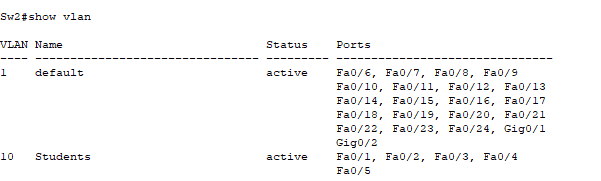 Sw2#show vlan
VLAN Name                             Status    Ports
---- -------------------------------- --------- -------------------------------
1    default                          active    Fa0/6, Fa0/7, Fa0/8, Fa0/9
                                                Fa0/10, Fa0/11, Fa0/12, Fa0/13
                                                Fa0/14, Fa0/15, Fa0/16, Fa0/17
                                                Fa0/18, Fa0/19, Fa0/20, Fa0/21
                                                Fa0/22, Fa0/23, Fa0/24, Gig0/1
                                                Gig0/2
10   Students                         active    Fa0/1, Fa0/2, Fa0/3, Fa0/4
                                                Fa0/5